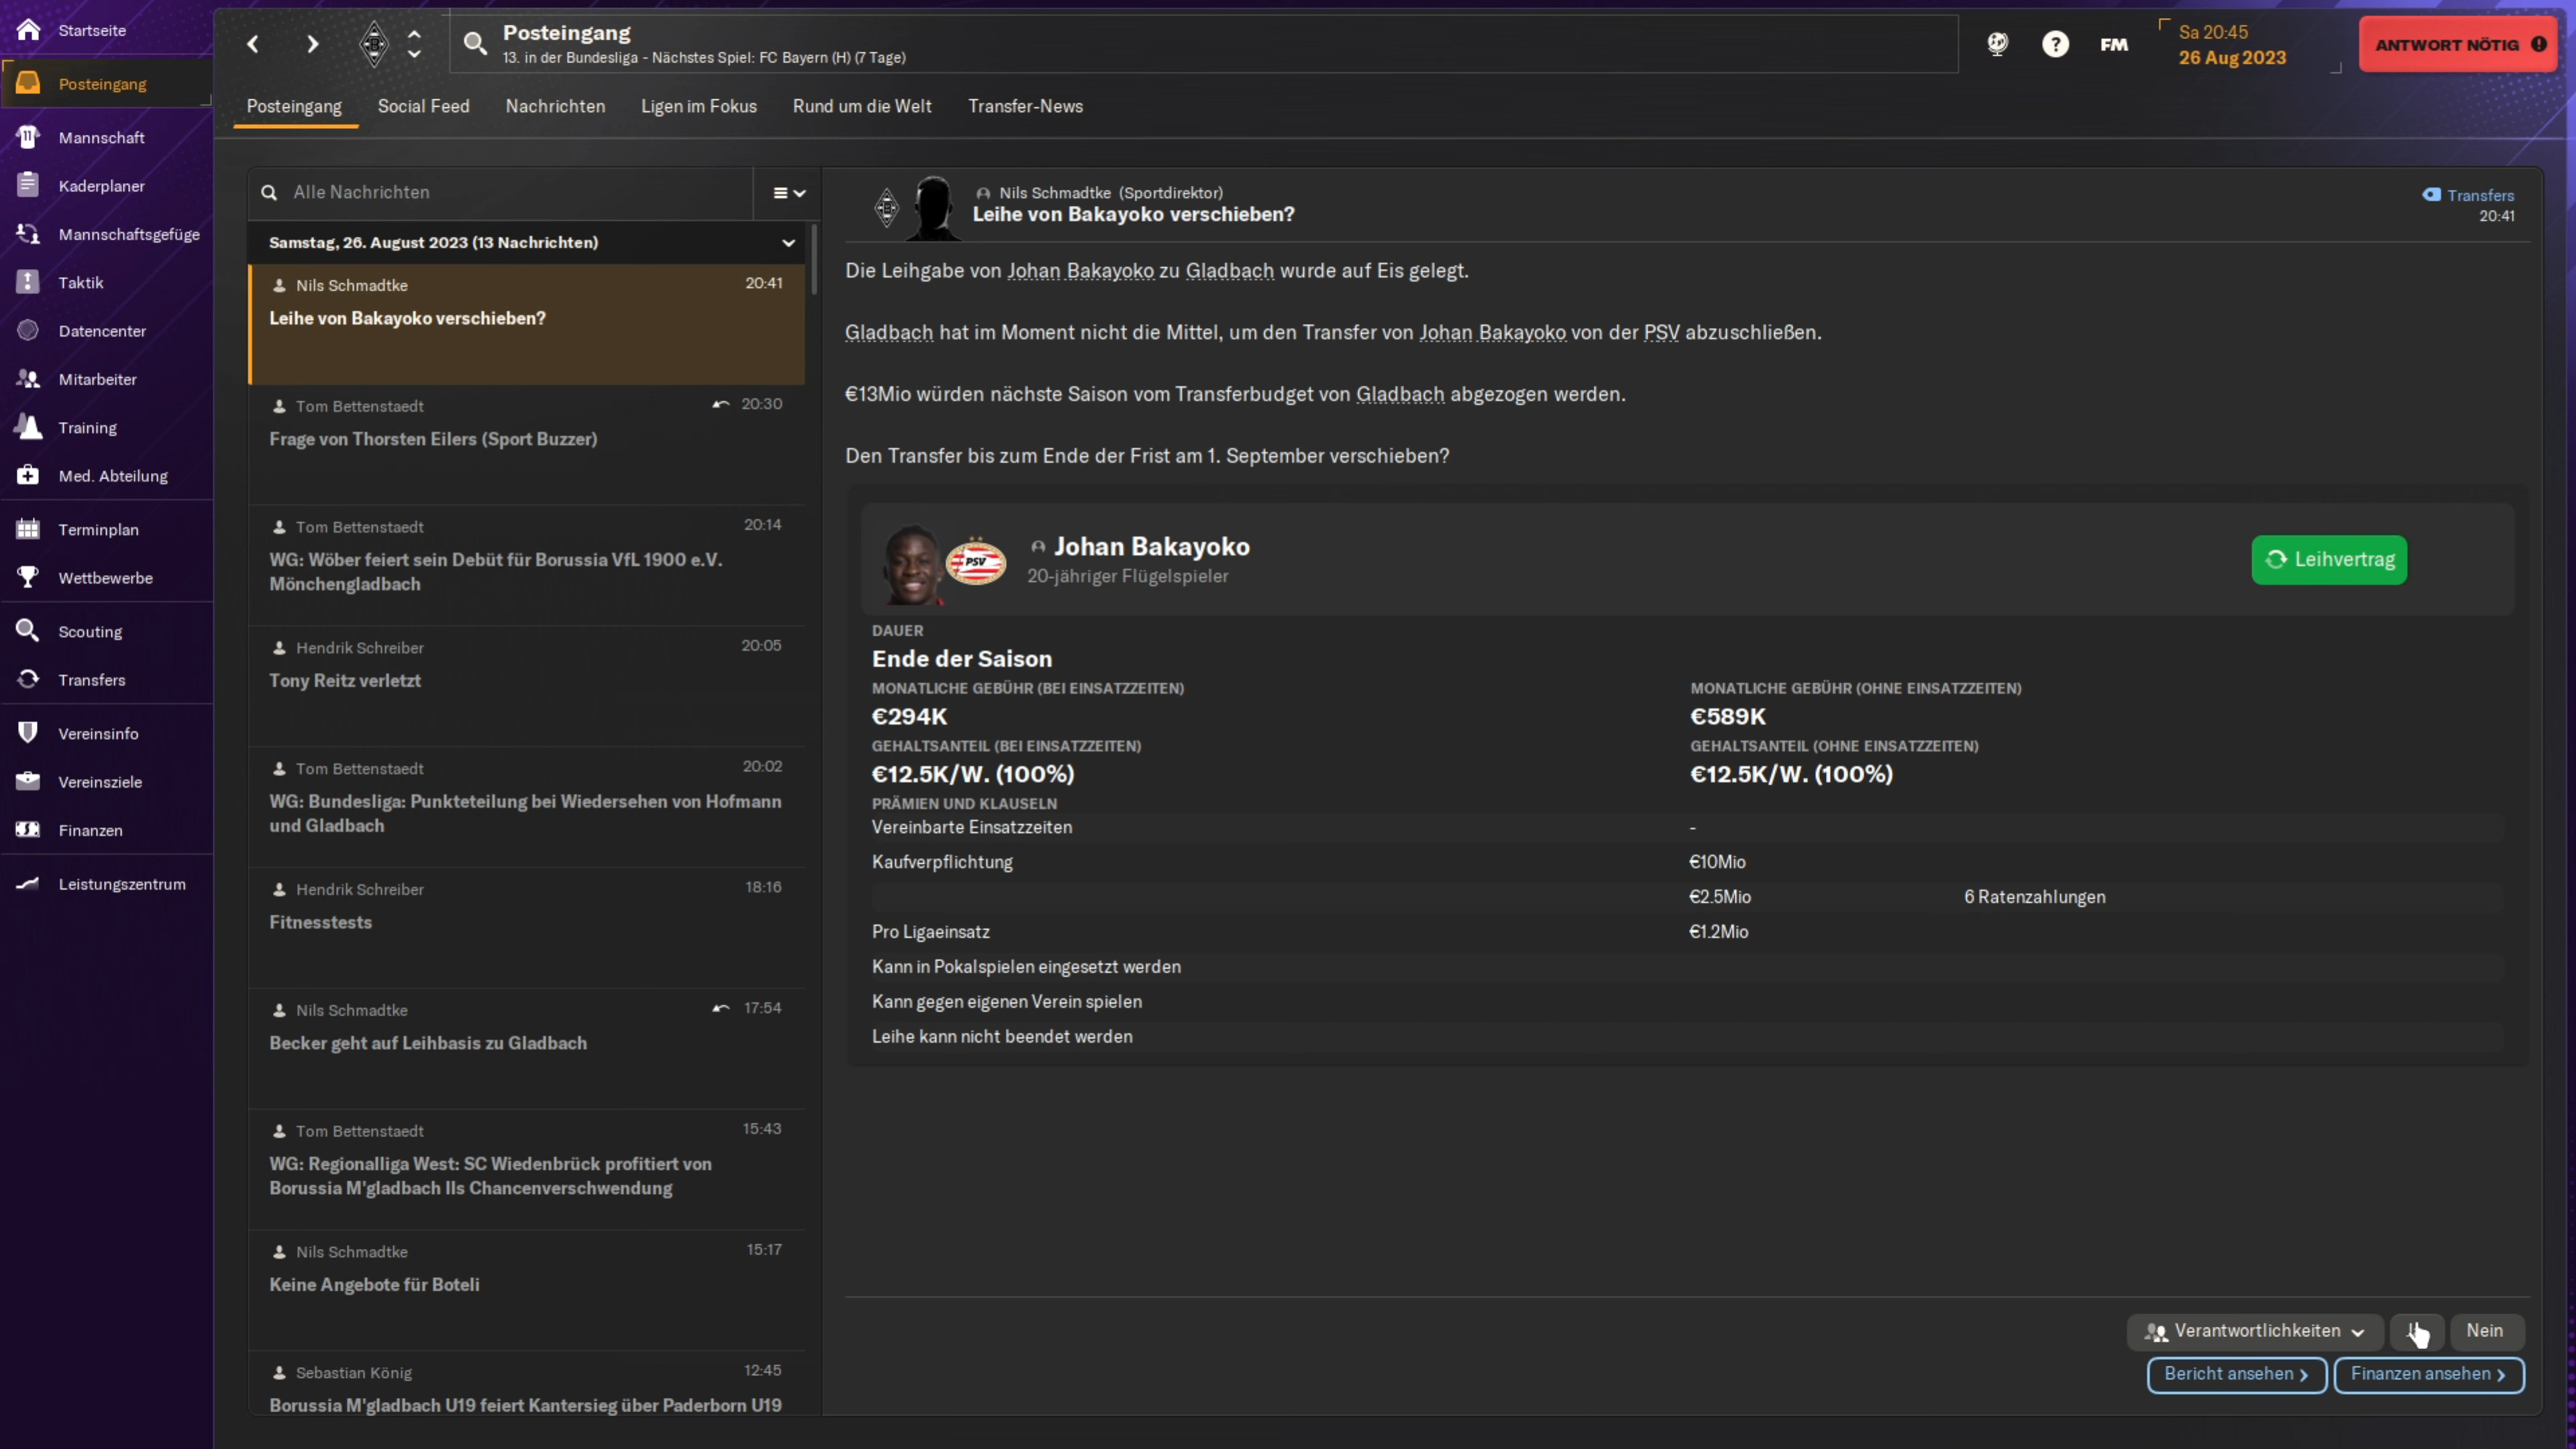 Startseite
Posteingang
Mannschaft
Kaderplaner
Mannschaftsgefüge
Taktik
Datencenter
Mitarbeiter
Training
Med. Abteilung
Terminplan
Wettbewerbe
Scouting
Transfers
Vereinsinfo
Vereinsziele
Finanzen
Leistungszentrum
Posteingang
13. in der Bundesliga - Nächstes Spiel: FC Bayern (H) (7 Tage)
FM
Sa 20:45
26 Aug 2023
ANTWORT NÖTIG
Posteingang Social Feed Nachrichten Ligen im Fokus Rund um die Welt Transfer-News
Alle Nachrichten
Samstag, 26. August 2023 (13 Nachrichten)
Nils Schmadtke 20:41
Leihe von Bakayoko verschieben?
Tom Bettenstaedt 20:30
Frage von Thorsten Eilers (Sport Buzzer)
Tom Bettenstaedt 20:14
WG: Wöber feiert sein Debüt für Borussia VfL 1900 e.V.
Mönchengladbach
Hendrik Schreiber 20:05
Tony Reitz verletzt
Tom Bettenstaedt 20:02
WG: Bundesliga: Punkteteilung bei Wiedersehen von Hofmann
und Gladbach
Hendrik Schreiber 18:16
Fitnesstests
Nils Schmadtke 17:54
Becker geht auf Leihbasis zu Gladbach
Tom Bettenstaedt 15:43
WG: Regionalliga West: SC Wiedenbrück profitiert von
Borussia M'gladbach IIs Chancenverschwendung
Nils Schmadtke 15:17
Keine Angebote für Boteli
Sebastian König 12:45
Borussia M'gladbach U19 feiert Kantersieg über Paderborn U19
Nils Schmadtke (Sportdirektor)
Leihe von Bakayoko verschieben?
Transfers
20:41
Die Leihgabe von Johan Bakayoko zu Gladbach wurde auf Eis gelegt.
Gladbach hat im Moment nicht die Mittel, um den Transfer von Johan Bakayoko von der PSV abzuschließen.
€13Mio würden nächste Saison vom Transferbudget von Gladbach abgezogen werden.
Den Transfer bis zum Ende der Frist am 1. September verschieben?
PSV
Johan Bakayoko
20-jähriger Flügelspieler
Leihvertrag
DAUER
Ende der Saison
MONATLICHE GEBÜHR (BEI EINSATZZEITEN) MONATLICHE GEBÜHR (OHNE EINSATZZEITEN)
€294K €589K
GEHALTSANTEIL (BEI EINSATZZEITEN) GEHALTSANTEIL (OHNE EINSATZZEITEN)
€12.5K/W. (100%) €12.5K/W. (100%)
PRÄMIEN UND KLAUSELN
Vereinbarte Einsatzzeiten -
Kaufverpflichtung €10Mio
€2.5Mio 6 Ratenzahlungen
Pro Ligaeinsatz €1.2Mio
Kann in Pokalspielen eingesetzt werden
Kann gegen eigenen Verein spielen
Leihe kann nicht beendet werden
Verantwortlichkeiten Nein
Bericht ansehen Finanzen ansehen